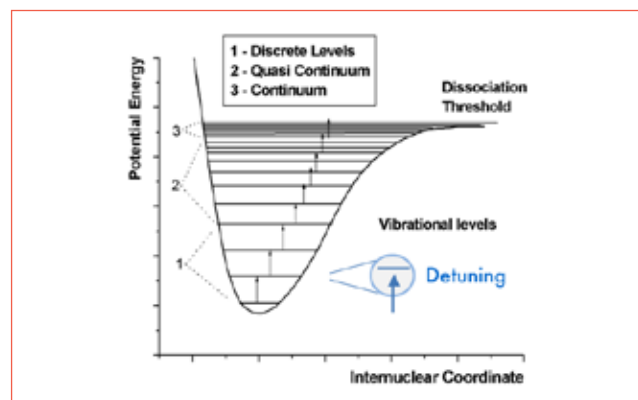 1 - Discrete Levels
2 - Quasi Continuum
3 - Continuum
Dissociation
Threshold
Potential Energy
3
2
1
Vibrational levels
Detuning
Internuclear Coordinate